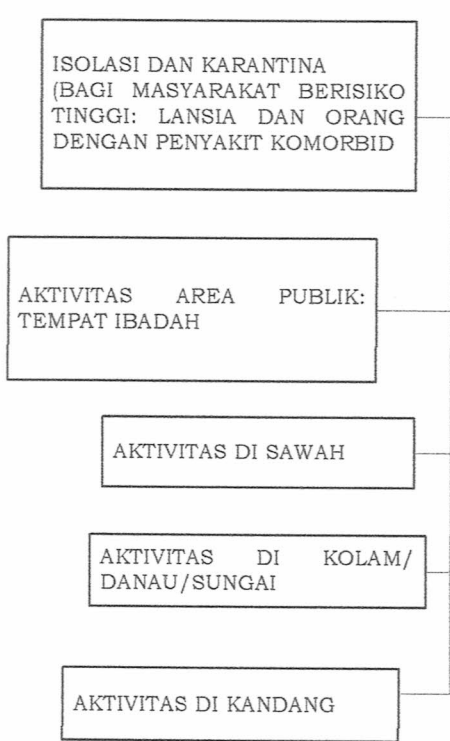 ISOLASI DAN KARANTINA
(BAGI MASYARAKAT BERISIKO
TINGGI: LANSIA DAN ORANG
DENGAN PENYAKIT KOMORBID
AKTIVITAS AREA PUBLIK:
TEMPAT IBADAH
AKTIVITAS DI SAWAH
AKTIVITAS DI KOLAM/
DANAU/SUNGAI
AKTIVITAS DI KANDANG